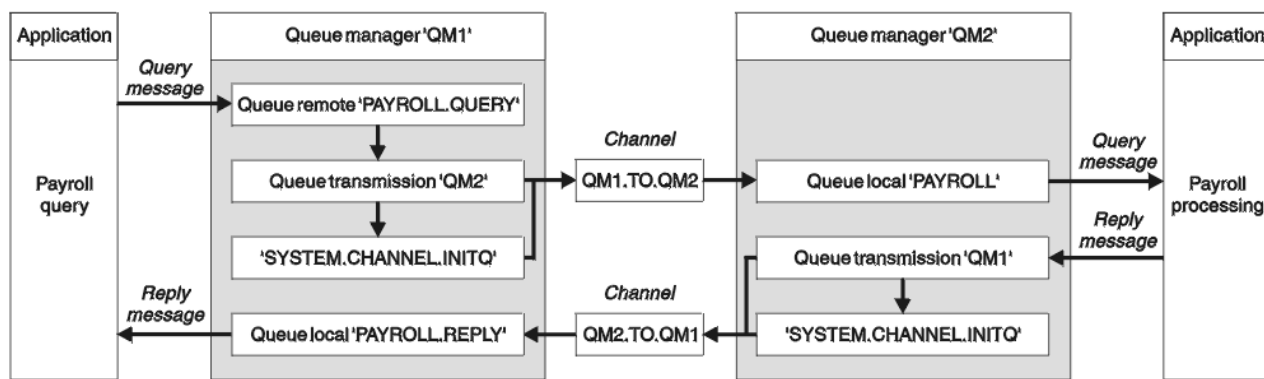 Application
Queue manager 'QM1'
Queue manager 'QM2'
Application
Query
message
Queue remote 'PAYROLL.QUERY'
Channel
Query
message
Payroll
query
Queue transmission 'QM2'
QM1.TO.QM2
Queue local 'PAYROLL'
Payroll
processing
'SYSTEM.CHANNEL.INITQ'
Reply
message
Queue transmission 'QM1'
Reply
message
Channel
Queue local 'PAYROLL.REPLY'
QM2.TO.QM1
'SYSTEM.CHANNEL.INITQ'